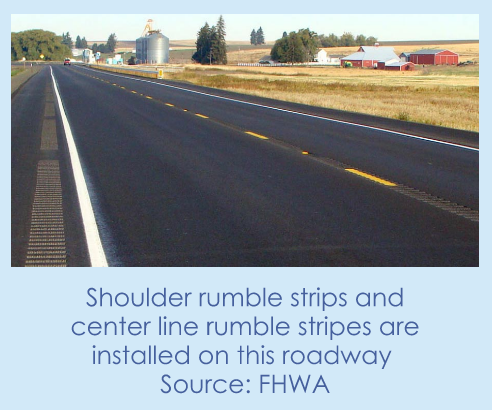 Shoulder rumble strips and
center line rumble stripes are
installed on this roadway
Source: FHWA